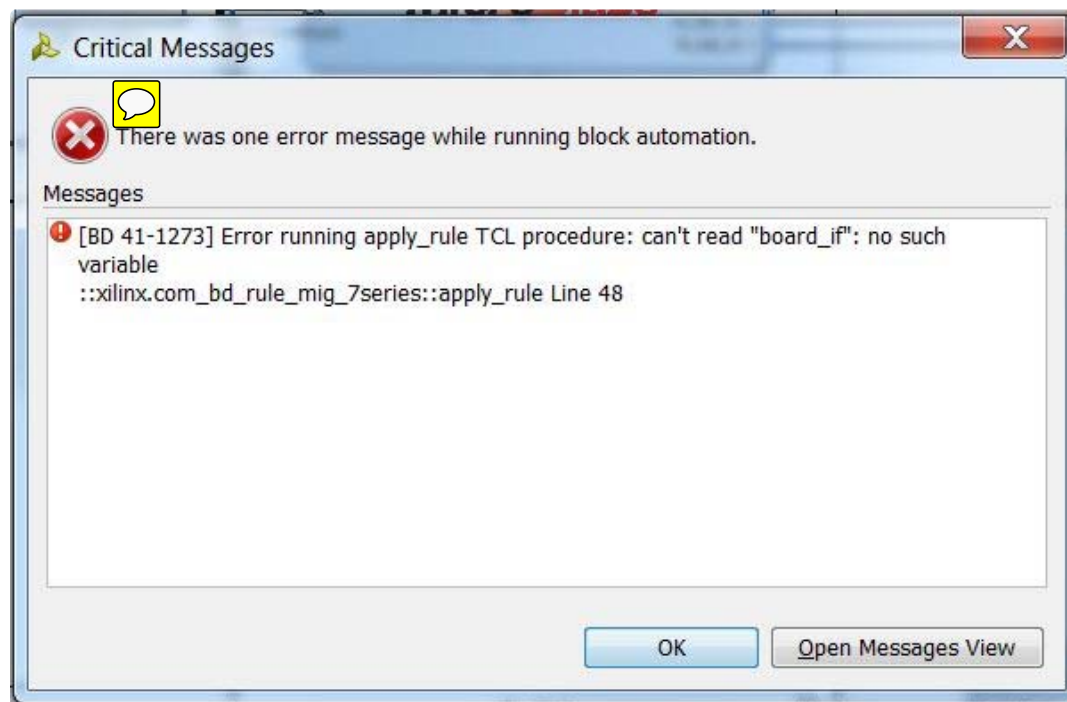 Critical Messages
There was one error message while running block automation.
Messages
[BD 41-1273] Error running apply_rule TCL procedure: can't read "board_if": no such
variable
::xilinx.com_bd_rule_mig_7series::apply_rule Line 48
OK
Open Messages View